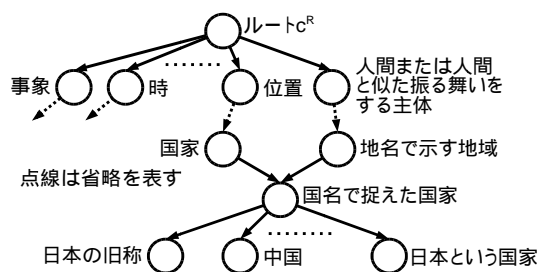 ルートcᴿ
事象
時
位置
人間または人間
と似た振る舞いを
する主体
国家
地名で示す地域
点線は省略を表す
国名で捉えた国家
日本の旧称
中国
日本という国家